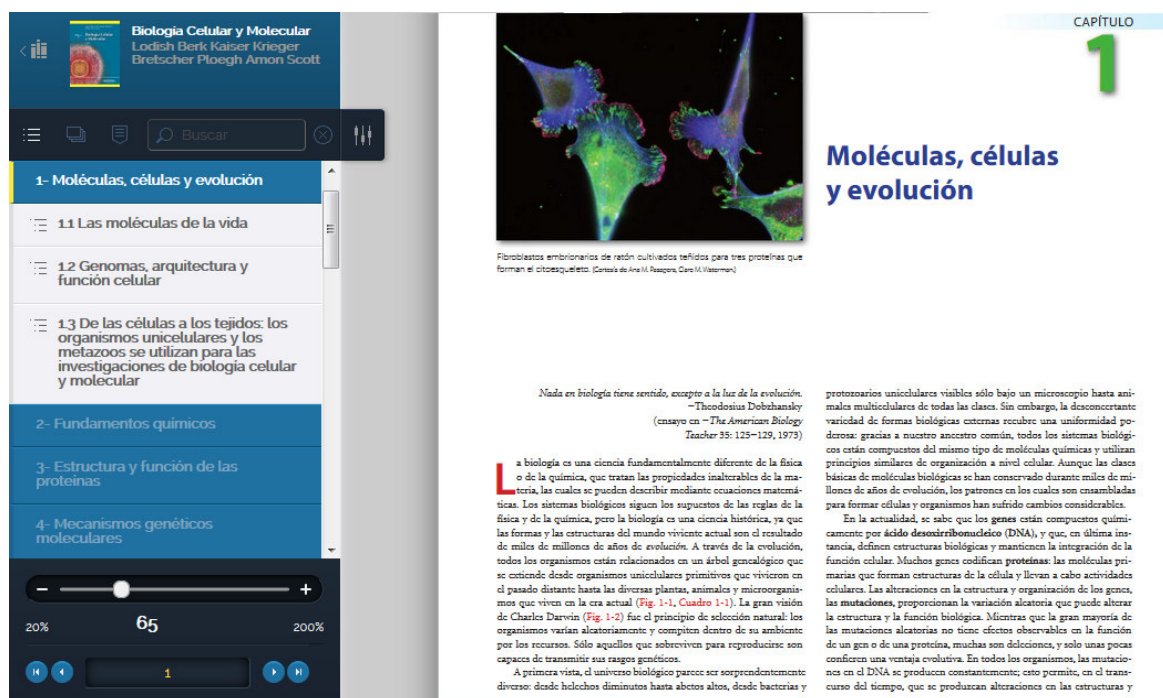 Biología Celular y Molecular
Lodish Berk Kaiser Krieger
Bretscher Ploegh Amon Scott
Buscar
1- Moléculas, células y evolución
1.1 Las moléculas de la vida
1.2 Genomas, arquitectura y
función celular
1.3 De las células a los tejidos: los
organismos unicelulares y los
metazoos se utilizan para las
investigaciones de biología celular
y molecular
2- Fundamentos químicos
3- Estructura y función de las
proteínas
4- Mecanismos genéticos
moleculares
20%
65
200%
1
CAPÍTULO
1
Moléculas, células
y evolución
Fibroblastos embrionarios de ratón cultivados teñidos para tres proteínas que
forman el citoesqueleto. [Cortesía de Ana M. Pasapera, Clare M. Waterman.]
Nada en biología tiene sentido, excepto a la luz de la evolución.
–Theodosius Dobzhansky
(ensayo en –The American Biology
Teacher 35: 125–129, 1973)
La biología es una ciencia fundamentalmente diferente de la física
o de la química, que tratan las propiedades inalterables de la ma-
teria, las cuales se pueden describir mediante ecuaciones matemá-
ticas. Los sistemas biológicos siguen los supuestos de las reglas de la
física y de la química, pero la biología es una ciencia histórica, ya que
las formas y las estructuras del mundo viviente actual son el resultado
de miles de millones de años de evolución. A través de la evolución,
todos los organismos están relacionados en un árbol genealógico que
se extiende desde organismos unicelulares primitivos que vivieron en
el pasado distante hasta las diversas plantas, animales y microorganis-
mos que viven en la era actual (Fig. 1-1, Cuadro 1-1). La gran visión
de Charles Darwin (Fig. 1-2) fue el principio de selección natural: los
organismos varían aleatoriamente y compiten dentro de su ambiente
por los recursos. Sólo aquellos que sobreviven para reproducirse son
capaces de transmitir sus rasgos genéticos.
A primera vista, el universo biológico parece ser sorprendentemente
diverso: desde helechos diminutos hasta abetos altos, desde bacterias y
protozoarios unicelulares visibles sólo bajo un microscopio hasta ani-
males multicelulares de todas las clases. Sin embargo, la desconcertante
variedad de formas biológicas externas recubre una uniformidad po-
derosa: gracias a nuestro ancestro común, todos los sistemas biológi-
cos están compuestos del mismo tipo de moléculas químicas y utilizan
principios similares de organización a nivel celular. Aunque las clases
básicas de moléculas biológicas se han conservado durante miles de mi-
llones de años de evolución, los patrones en los cuales son ensambladas
para formar células y organismos han sufrido cambios considerables.
En la actualidad, se sabe que los genes están compuestos quími-
camente por ácido desoxirribonucleico (DNA), y que, en última ins-
tancia, definen estructuras biológicas y mantienen la integración de la
función celular. Muchos genes codifican proteínas: las moléculas pri-
marias que forman estructuras de la célula y llevan a cabo actividades
celulares. Las alteraciones en la estructura y organización de los genes,
las mutaciones, proporcionan la variación aleatoria que puede alterar
la estructura y la función biológica. Mientras que la gran mayoría de
las mutaciones aleatorias no tiene efectos observables en la función
de un gen o de una proteína, muchas son deleciones, y solo unas pocas
confieren una ventaja evolutiva. En todos los organismos, las mutacio-
nes en el DNA se producen constantemente; esto permite, en el trans-
curso del tiempo, que se produzcan alteraciones en las estructuras y